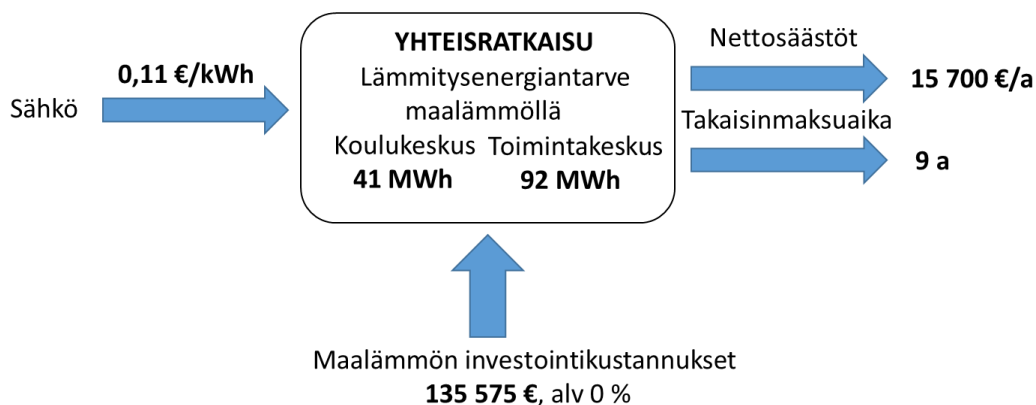 Sähkö
0,11 €/kWh
YHTEISRATKAISU
Lämmitysenergiantarve
maalämmöllä
Koulukeskus Toimintakeskus
41 MWh 92 MWh
Nettosäästöt
15 700 €/a
Takaisinmaksuaika
9 a
Maalämmön investointikustannukset
135 575 €, alv 0 %